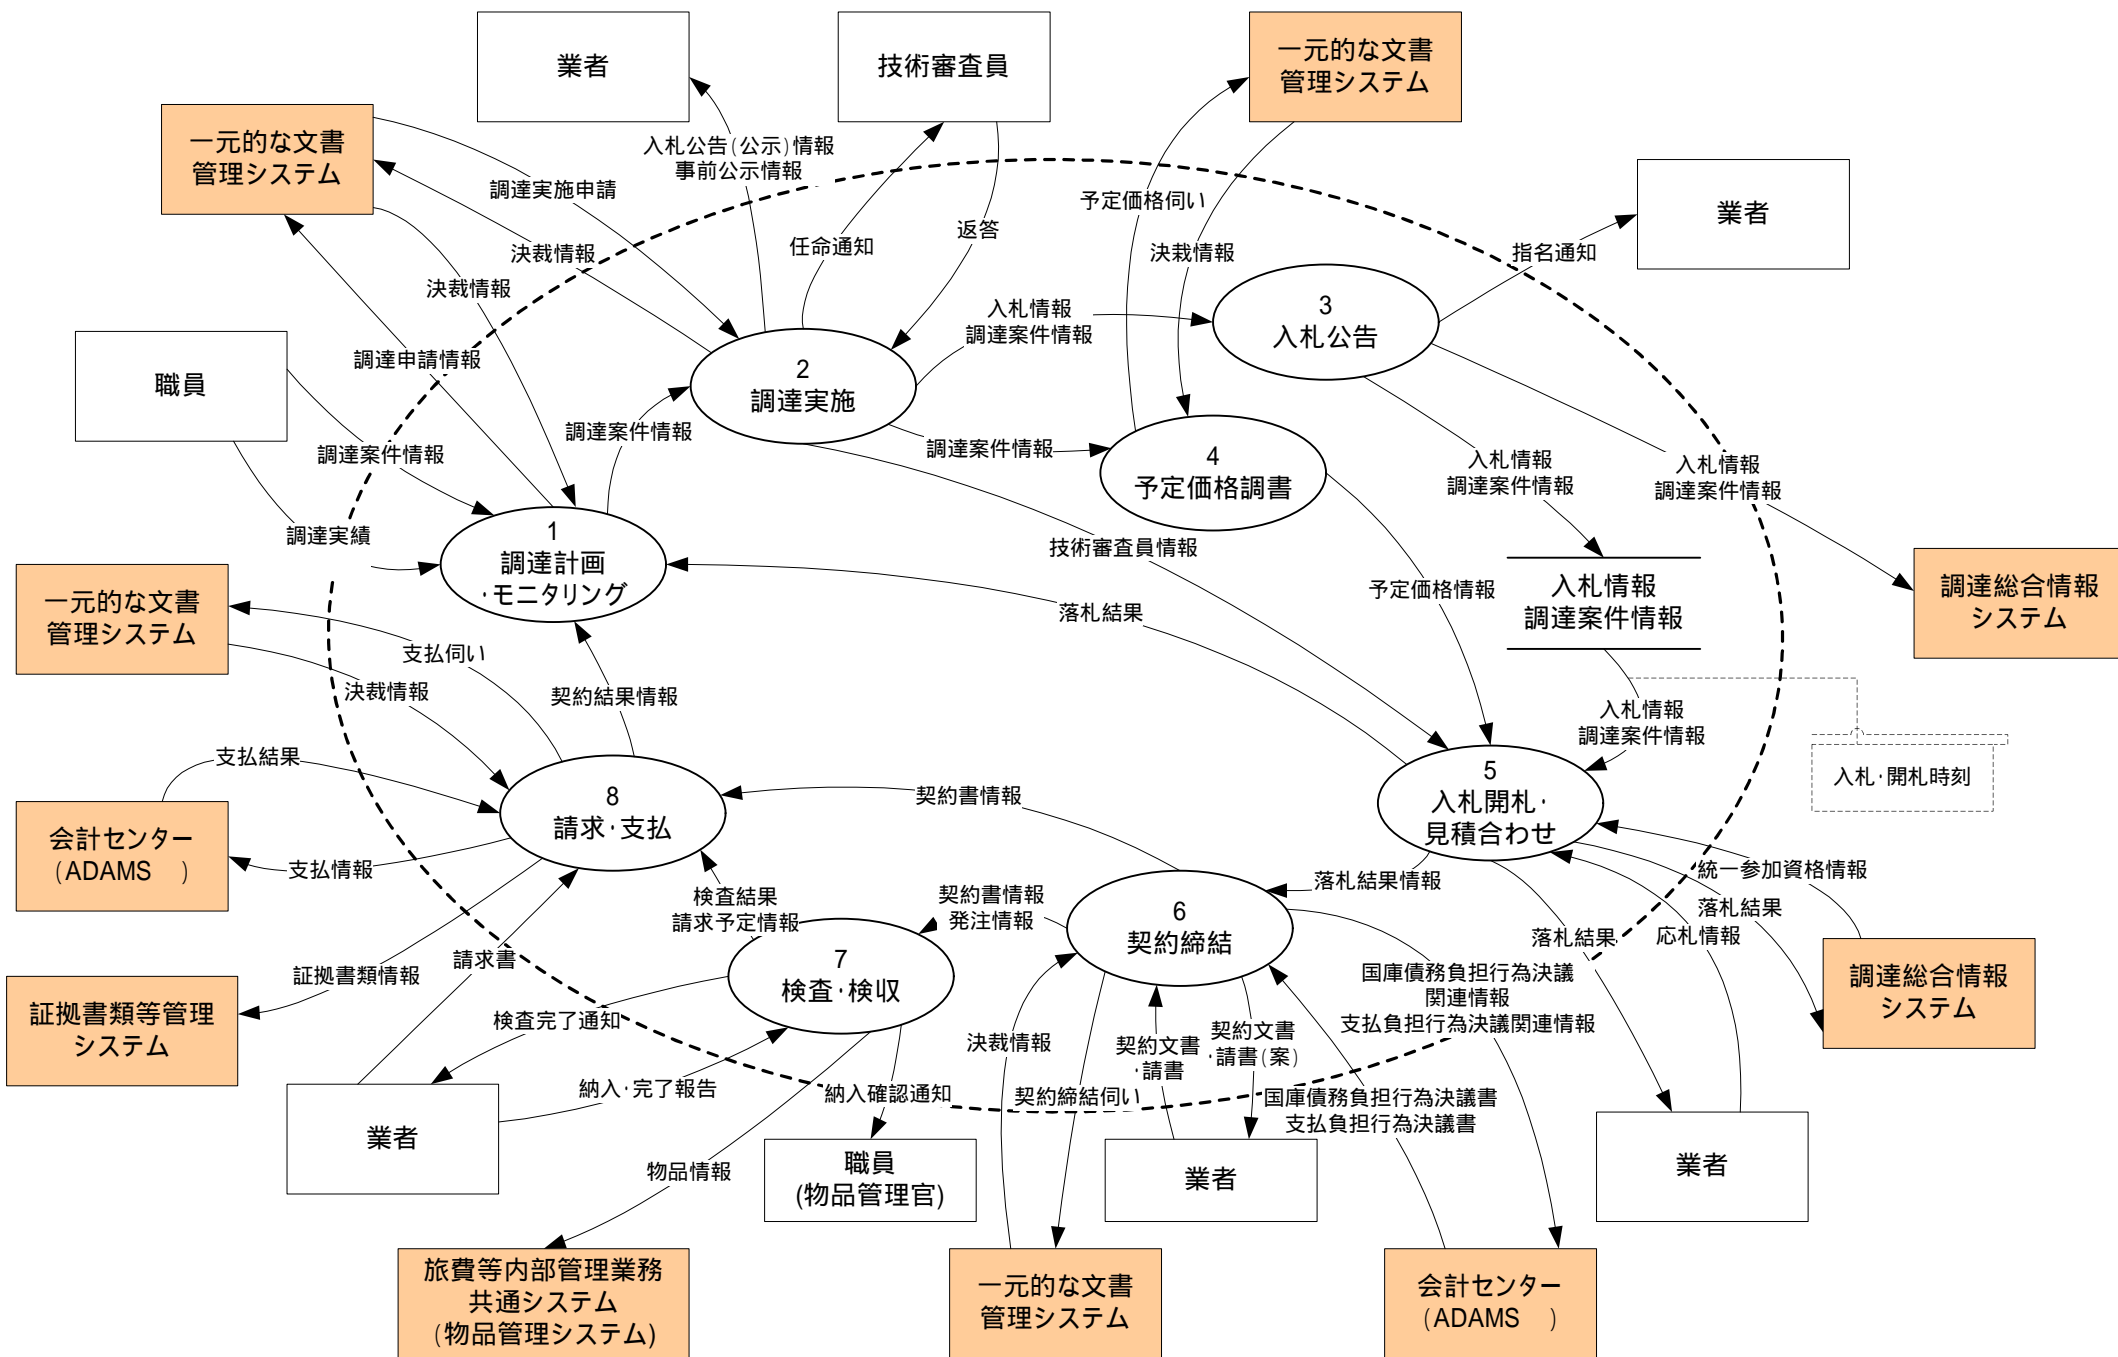 業者
技術審査員
一元的な文書
管理システム
一元的な文書
管理システム
入札公告(公示)情報
事前公示情報
調達実施申請
決裁情報
決裁情報
任命通知
返答
予定価格伺い
決裁情報
指名通知
業者
調達申請情報
職員
調達案件情報
調達実績
2
調達実施
入札情報
調達案件情報
3
入札公告
調達案件情報
調達案件情報
4
予定価格調書
入札情報
調達案件情報
入札情報
調達案件情報
1
調達計画
・モニタリング
技術審査員情報
予定価格情報
落札結果
入札情報
調達案件情報
調達総合情報
システム
一元的な文書
管理システム
支払伺い
決裁情報
契約結果情報
入札情報
調達案件情報
入札・開札時刻
支払結果
8
請求・支払
契約書情報
5
入札開札・
見積合わせ
会計センター
(ADAMS )
支払情報
検査結果
請求予定情報
契約書情報
発注情報
落札結果情報
6
契約締結
統一参加資格情報
落札結果
落札結果
応札情報
調達総合情報
システム
証拠書類等管理
システム
証拠書類情報
請求書
7
検査・検収
検査完了通知
納入・完了報告
納入確認通知
決裁情報
契約締結伺い
契約文書
・請書
契約文書
・請書(案)
国庫債務負担行為決議
関連情報
支払負担行為決議関連情報
国庫債務負担行為決議書
支払負担行為決議書
業者
物品情報
職員
(物品管理官)
業者
業者
旅費等内部管理業務
共通システム
(物品管理システム)
一元的な文書
管理システム
会計センター
(ADAMS )